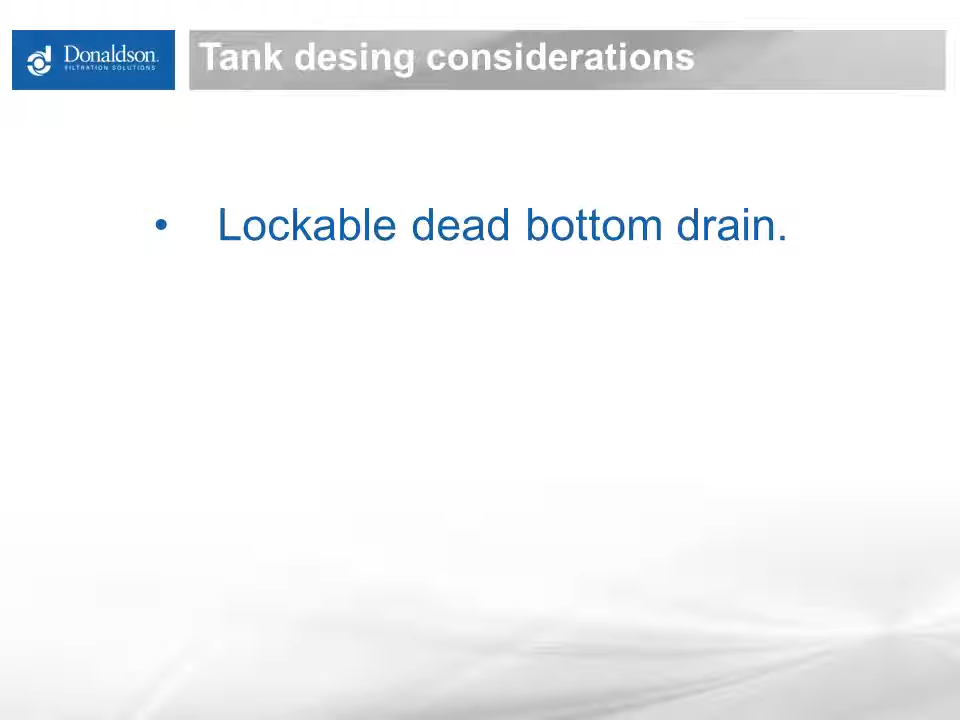 Donaldson.
FILTRATION SOLUTIONS
Tank desing considerations
• Lockable dead bottom drain.